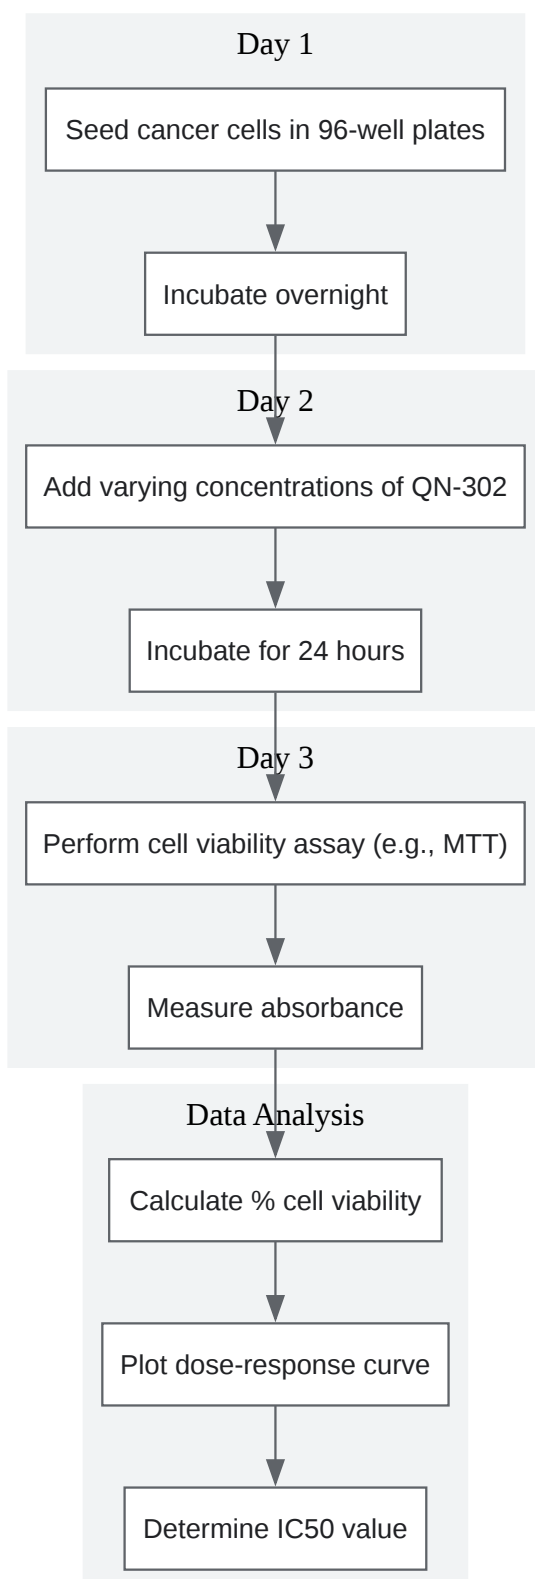 Day 1
Seed cancer cells in 96-well plates
Incubate overnight
Day 2
Add varying concentrations of QN-302
Incubate for 24 hours
Day 3
Perform cell viability assay (e.g., MTT)
Measure absorbance
Data Analysis
Calculate % cell viability
Plot dose-response curve
Determine IC50 value